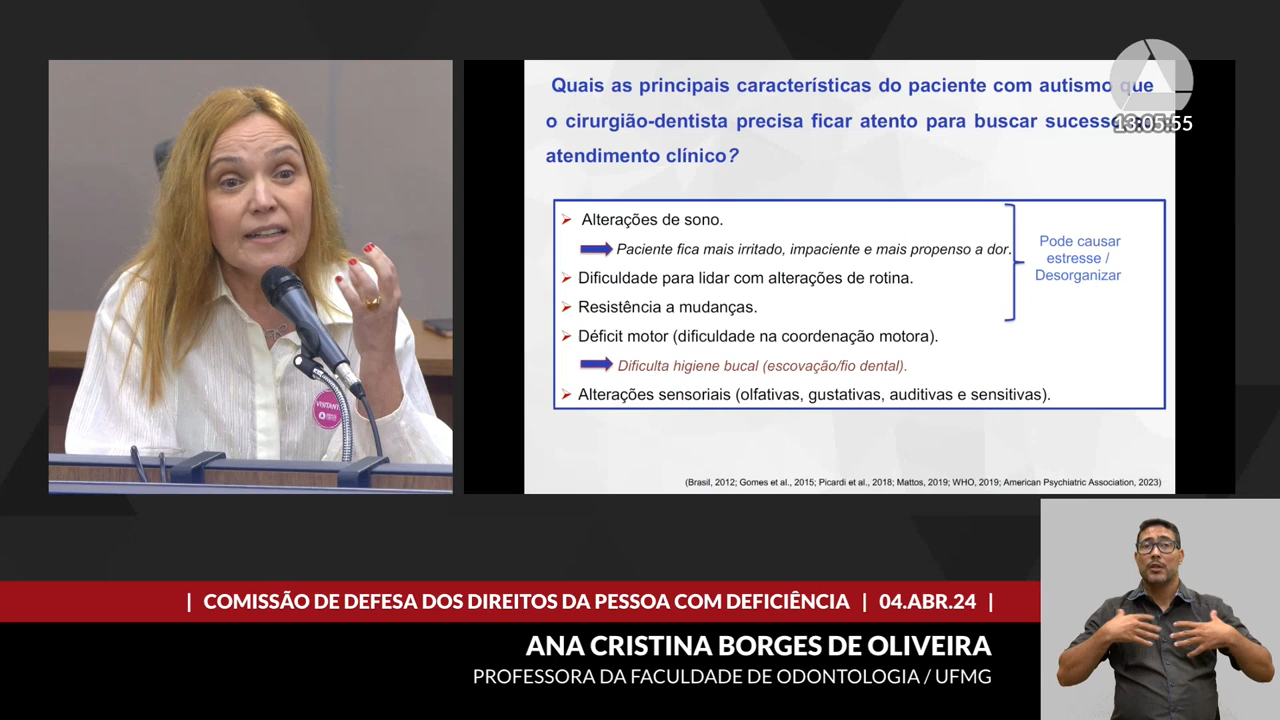 Quais as principais características do paciente com autismo que
o cirurgião-dentista precisa ficar atento para buscar sucesso
atendimento clínico?
13:05:55
Alterações de sono.
Paciente fica mais irritado, impaciente e mais propenso a dor.
Dificuldade para lidar com alterações de rotina.
Resistência a mudanças.
Déficit motor (dificuldade na coordenação motora).
Dificulta higiene bucal (escovação/fio dental).
Alterações sensoriais (olfativas, gustativas, auditivas e sensitivas).
Pode causar
estresse /
Desorganizar
(Brasil, 2012; Gomes et al., 2015; Picardi et al., 2018; Mattos, 2019; WHO, 2019; American Psychiatric Association, 2023)
VISITANTE
| COMISSÃO DE DEFESA DOS DIREITOS DA PESSOA COM DEFICIÊNCIA | 04.ABR.24 |
ANA CRISTINA BORGES DE OLIVEIRA
PROFESSORA DA FACULDADE DE ODONTOLOGIA / UFMG